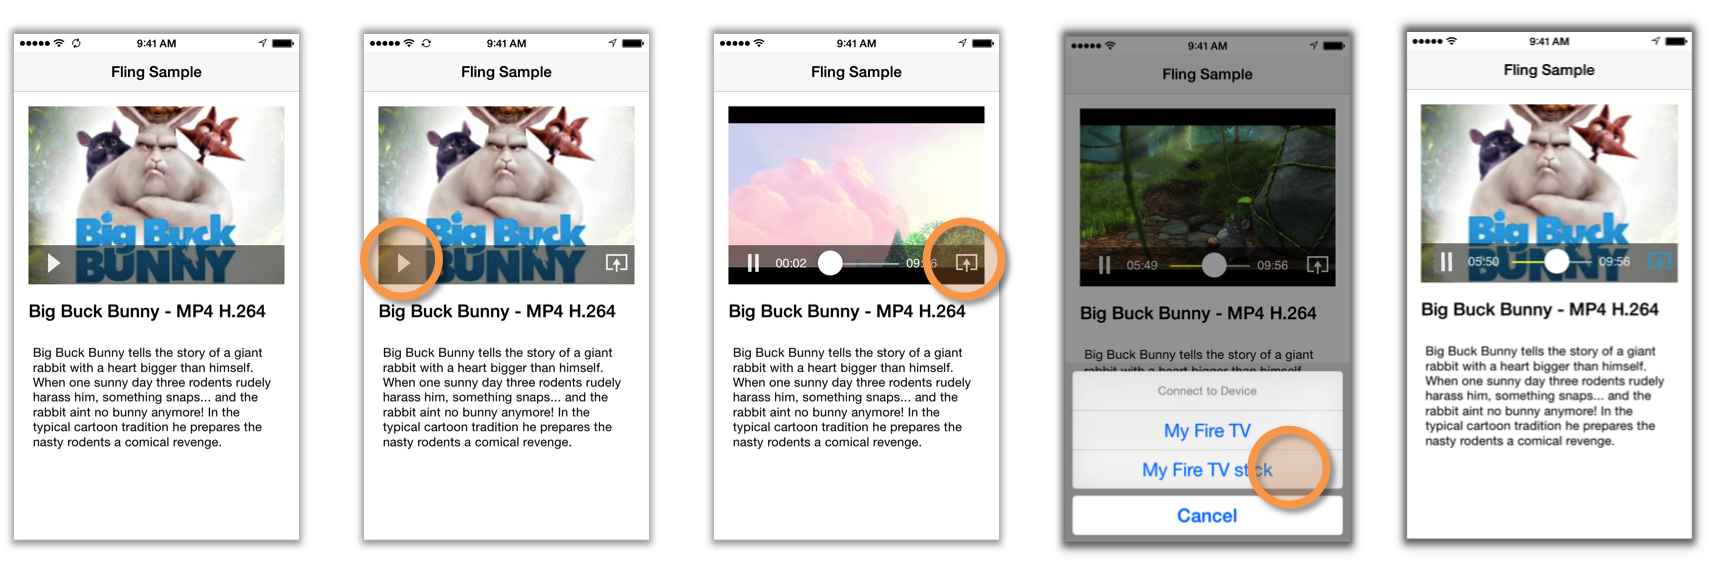 9:41 AM
Fling Sample
Big Buck
BUNNY
Big Buck Bunny - MP4 H.264
Big Buck Bunny tells the story of a giant
rabbit with a heart bigger than himself.
When one sunny day three rodents rudely
harass him, something snaps... and the
rabbit aint no bunny anymore! In the
typical cartoon tradition he prepares the
nasty rodents a comical revenge.
9:41 AM
Fling Sample
Big Buck
BUNNY
Big Buck Bunny - MP4 H.264
Big Buck Bunny tells the story of a giant
rabbit with a heart bigger than himself.
When one sunny day three rodents rudely
harass him, something snaps... and the
rabbit aint no bunny anymore! In the
typical cartoon tradition he prepares the
nasty rodents a comical revenge.
9:41 AM
Fling Sample
00:02 09:56
Big Buck Bunny - MP4 H.264
Big Buck Bunny tells the story of a giant
rabbit with a heart bigger than himself.
When one sunny day three rodents rudely
harass him, something snaps... and the
rabbit aint no bunny anymore! In the
typical cartoon tradition he prepares the
nasty rodents a comical revenge.
9:41 AM
Fling Sample
05:49 09:56
Big Buck Bunny - MP4 H.264
Big Buck Bunny tells the story of a giant
rabbit with a heart bigger than himself.
Connect to Device
My Fire TV
My Fire TV stick
Cancel
9:41 AM
Fling Sample
Big Buck
BUNNY
05:50 09:56
Big Buck Bunny - MP4 H.264
Big Buck Bunny tells the story of a giant
rabbit with a heart bigger than himself.
When one sunny day three rodents rudely
harass him, something snaps... and the
rabbit aint no bunny anymore! In the
typical cartoon tradition he prepares the
nasty rodents a comical revenge.